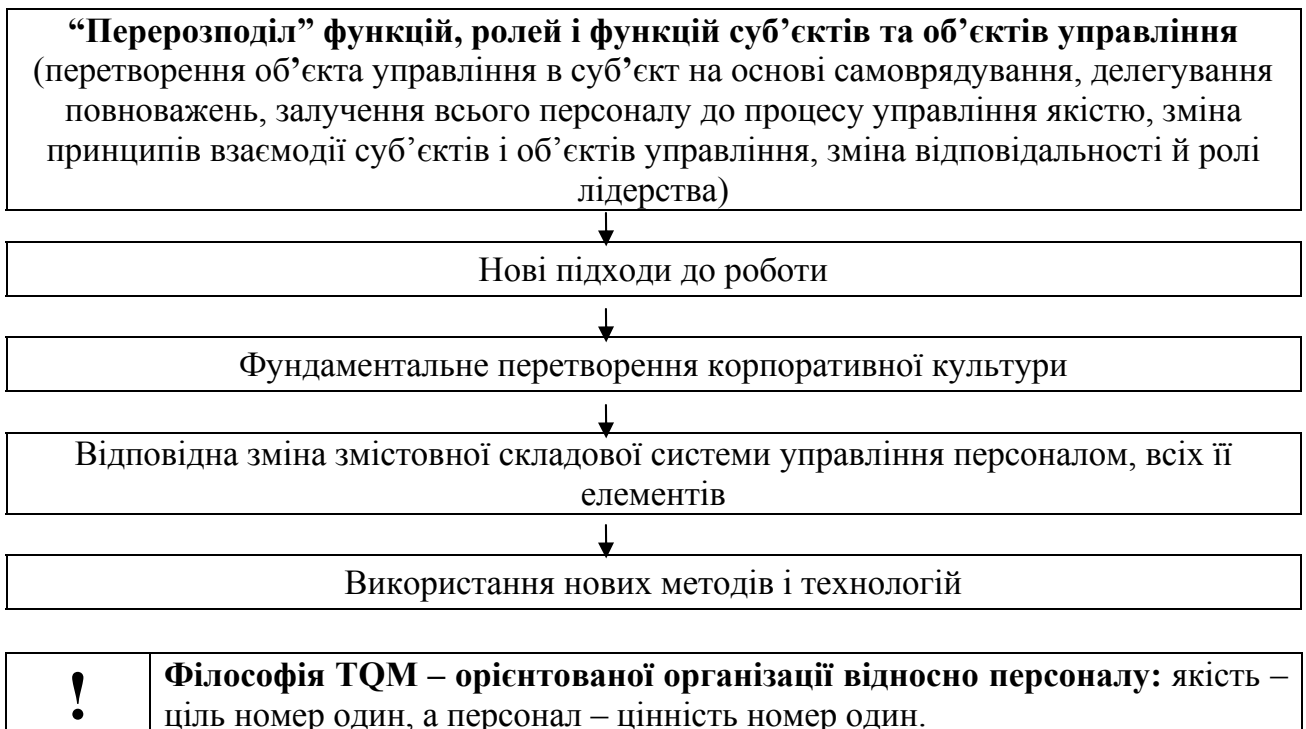 “Перерозподіл” функцій, ролей і функцій суб’єктів та об’єктів управління
(перетворення об’єкта управління в суб’єкт на основі самоврядування, делегування
повноважень, залучення всього персоналу до процесу управління якістю, зміна
принципів взаємодії суб’єктів і об’єктів управління, зміна відповідальності й ролі
лідерства)
Нові підходи до роботи
Фундаментальне перетворення корпоративної культури
Відповідна зміна змістовної складової системи управління персоналом, всіх її
елементів
Використання нових методів і технологій
!
Філософія TQM – орієнтованої організації відносно персоналу: якість –
ціль номер один, а персонал – цінність номер один.